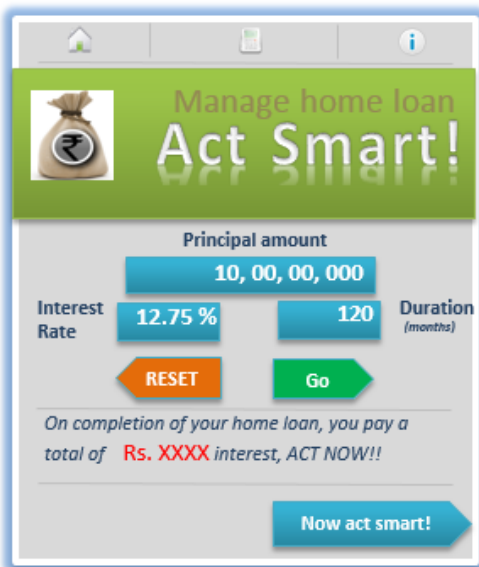 Manage home loan
Act Smart!
Principal amount
10, 00, 00, 000
Interest
Rate
12.75 %
120
Duration
(months)
RESET
Go
On completion of your home loan, you pay a
total of Rs. XXXX interest, ACT NOW!!
Now act smart!